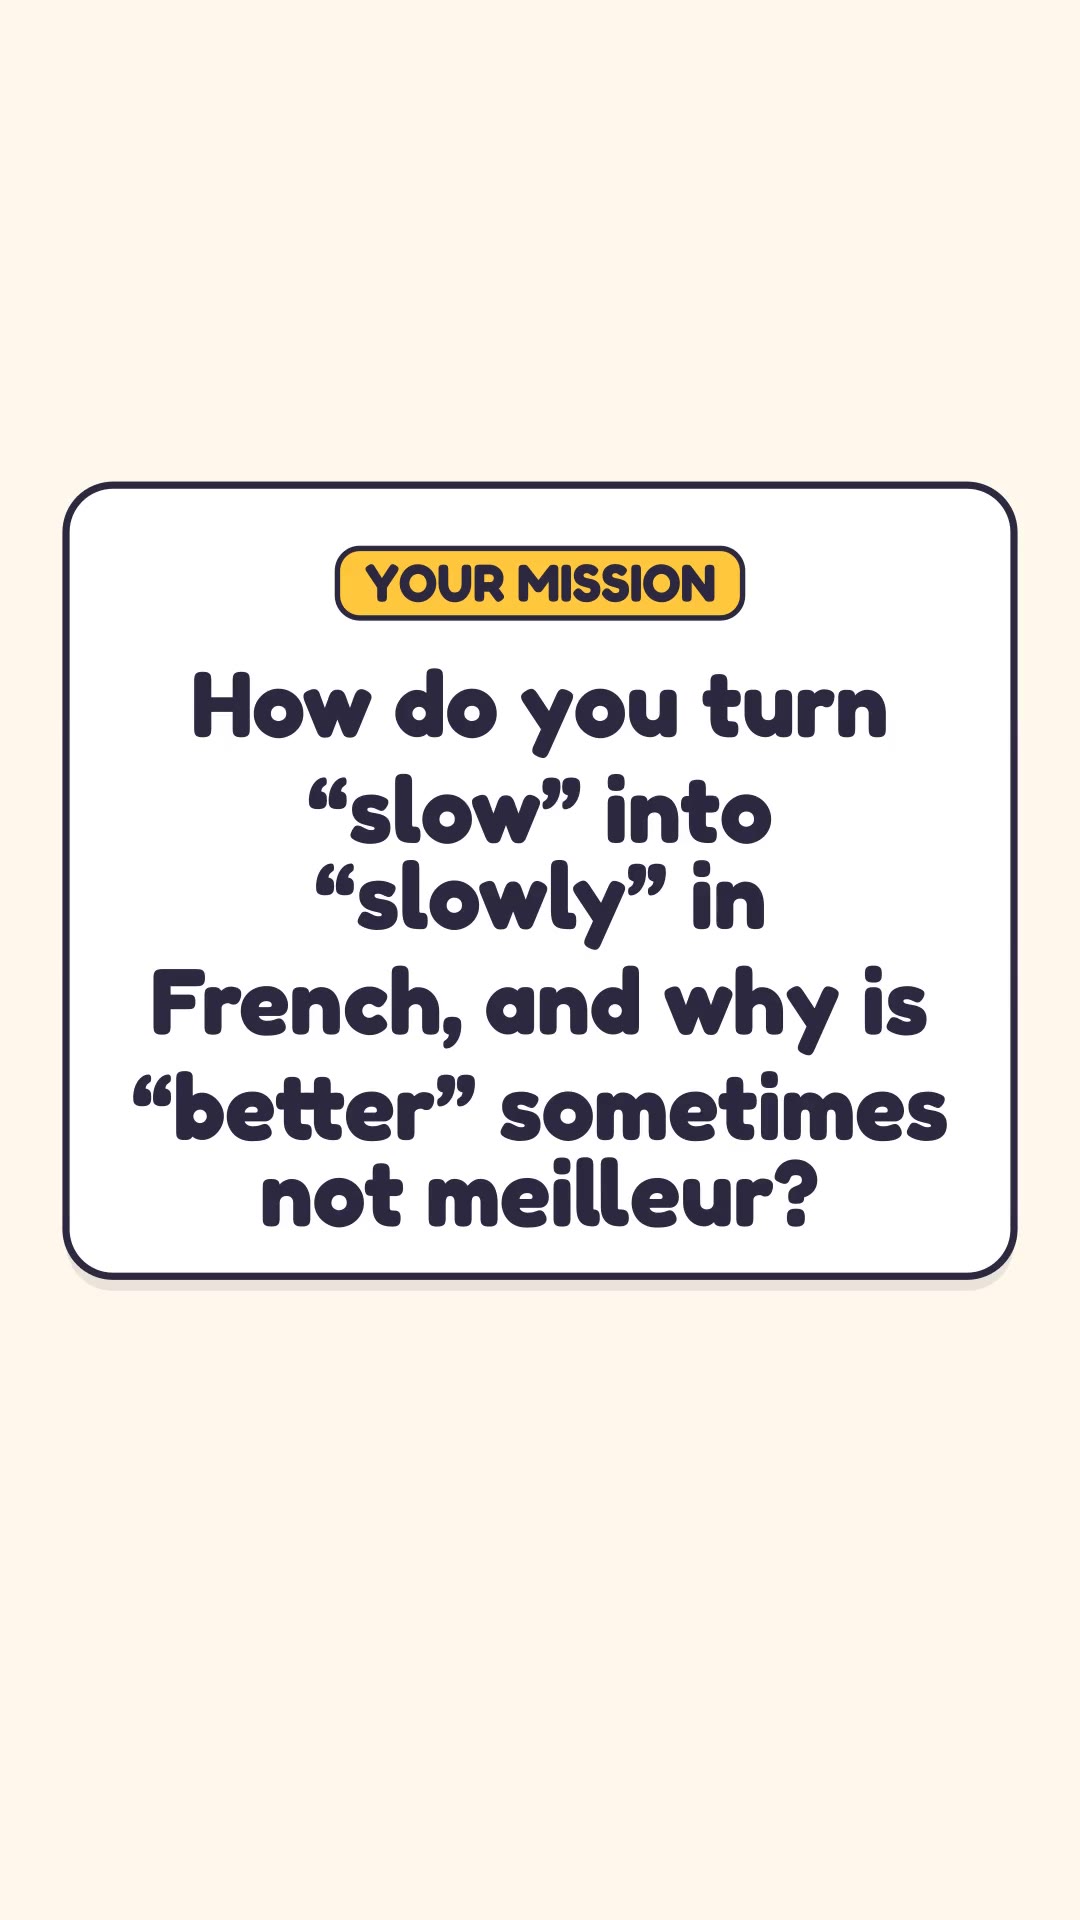 YOUR MISSION
How do you turn
“slow” into
“slowly” in
French, and why is
“better” sometimes
not meilleur?